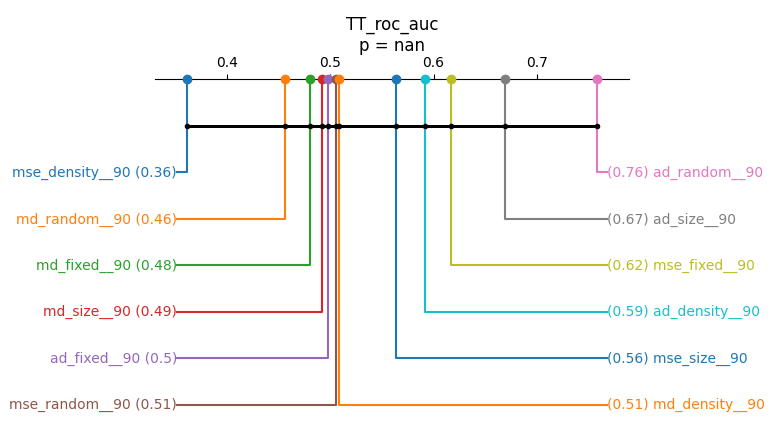 TT_roc_auc
p = nan
0.4 0.5 0.6 0.7
mse_density__90 (0.36)
(0.76) ad_random__90
md_random__90 (0.46)
(0.67) ad_size__90
md_fixed__90 (0.48)
(0.62) mse_fixed__90
md_size__90 (0.49)
(0.59) ad_density__90
ad_fixed__90 (0.5)
(0.56) mse_size__90
mse_random__90 (0.51)
(0.51) md_density__90